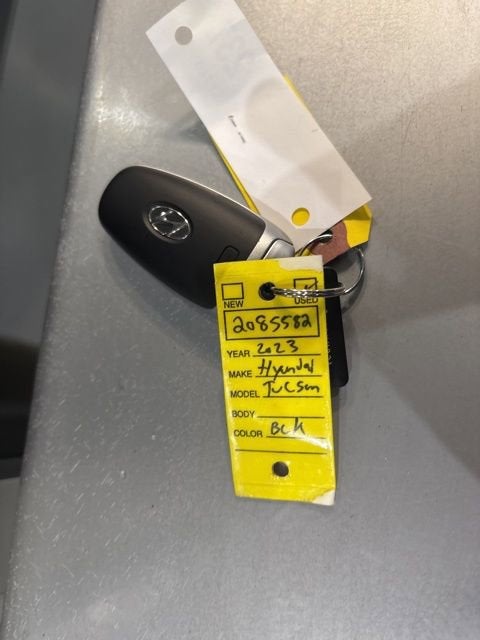 NEW USED
2085582
YEAR 2023
MAKE Hyundai
MODEL TucSon
BODY
COLOR BCK